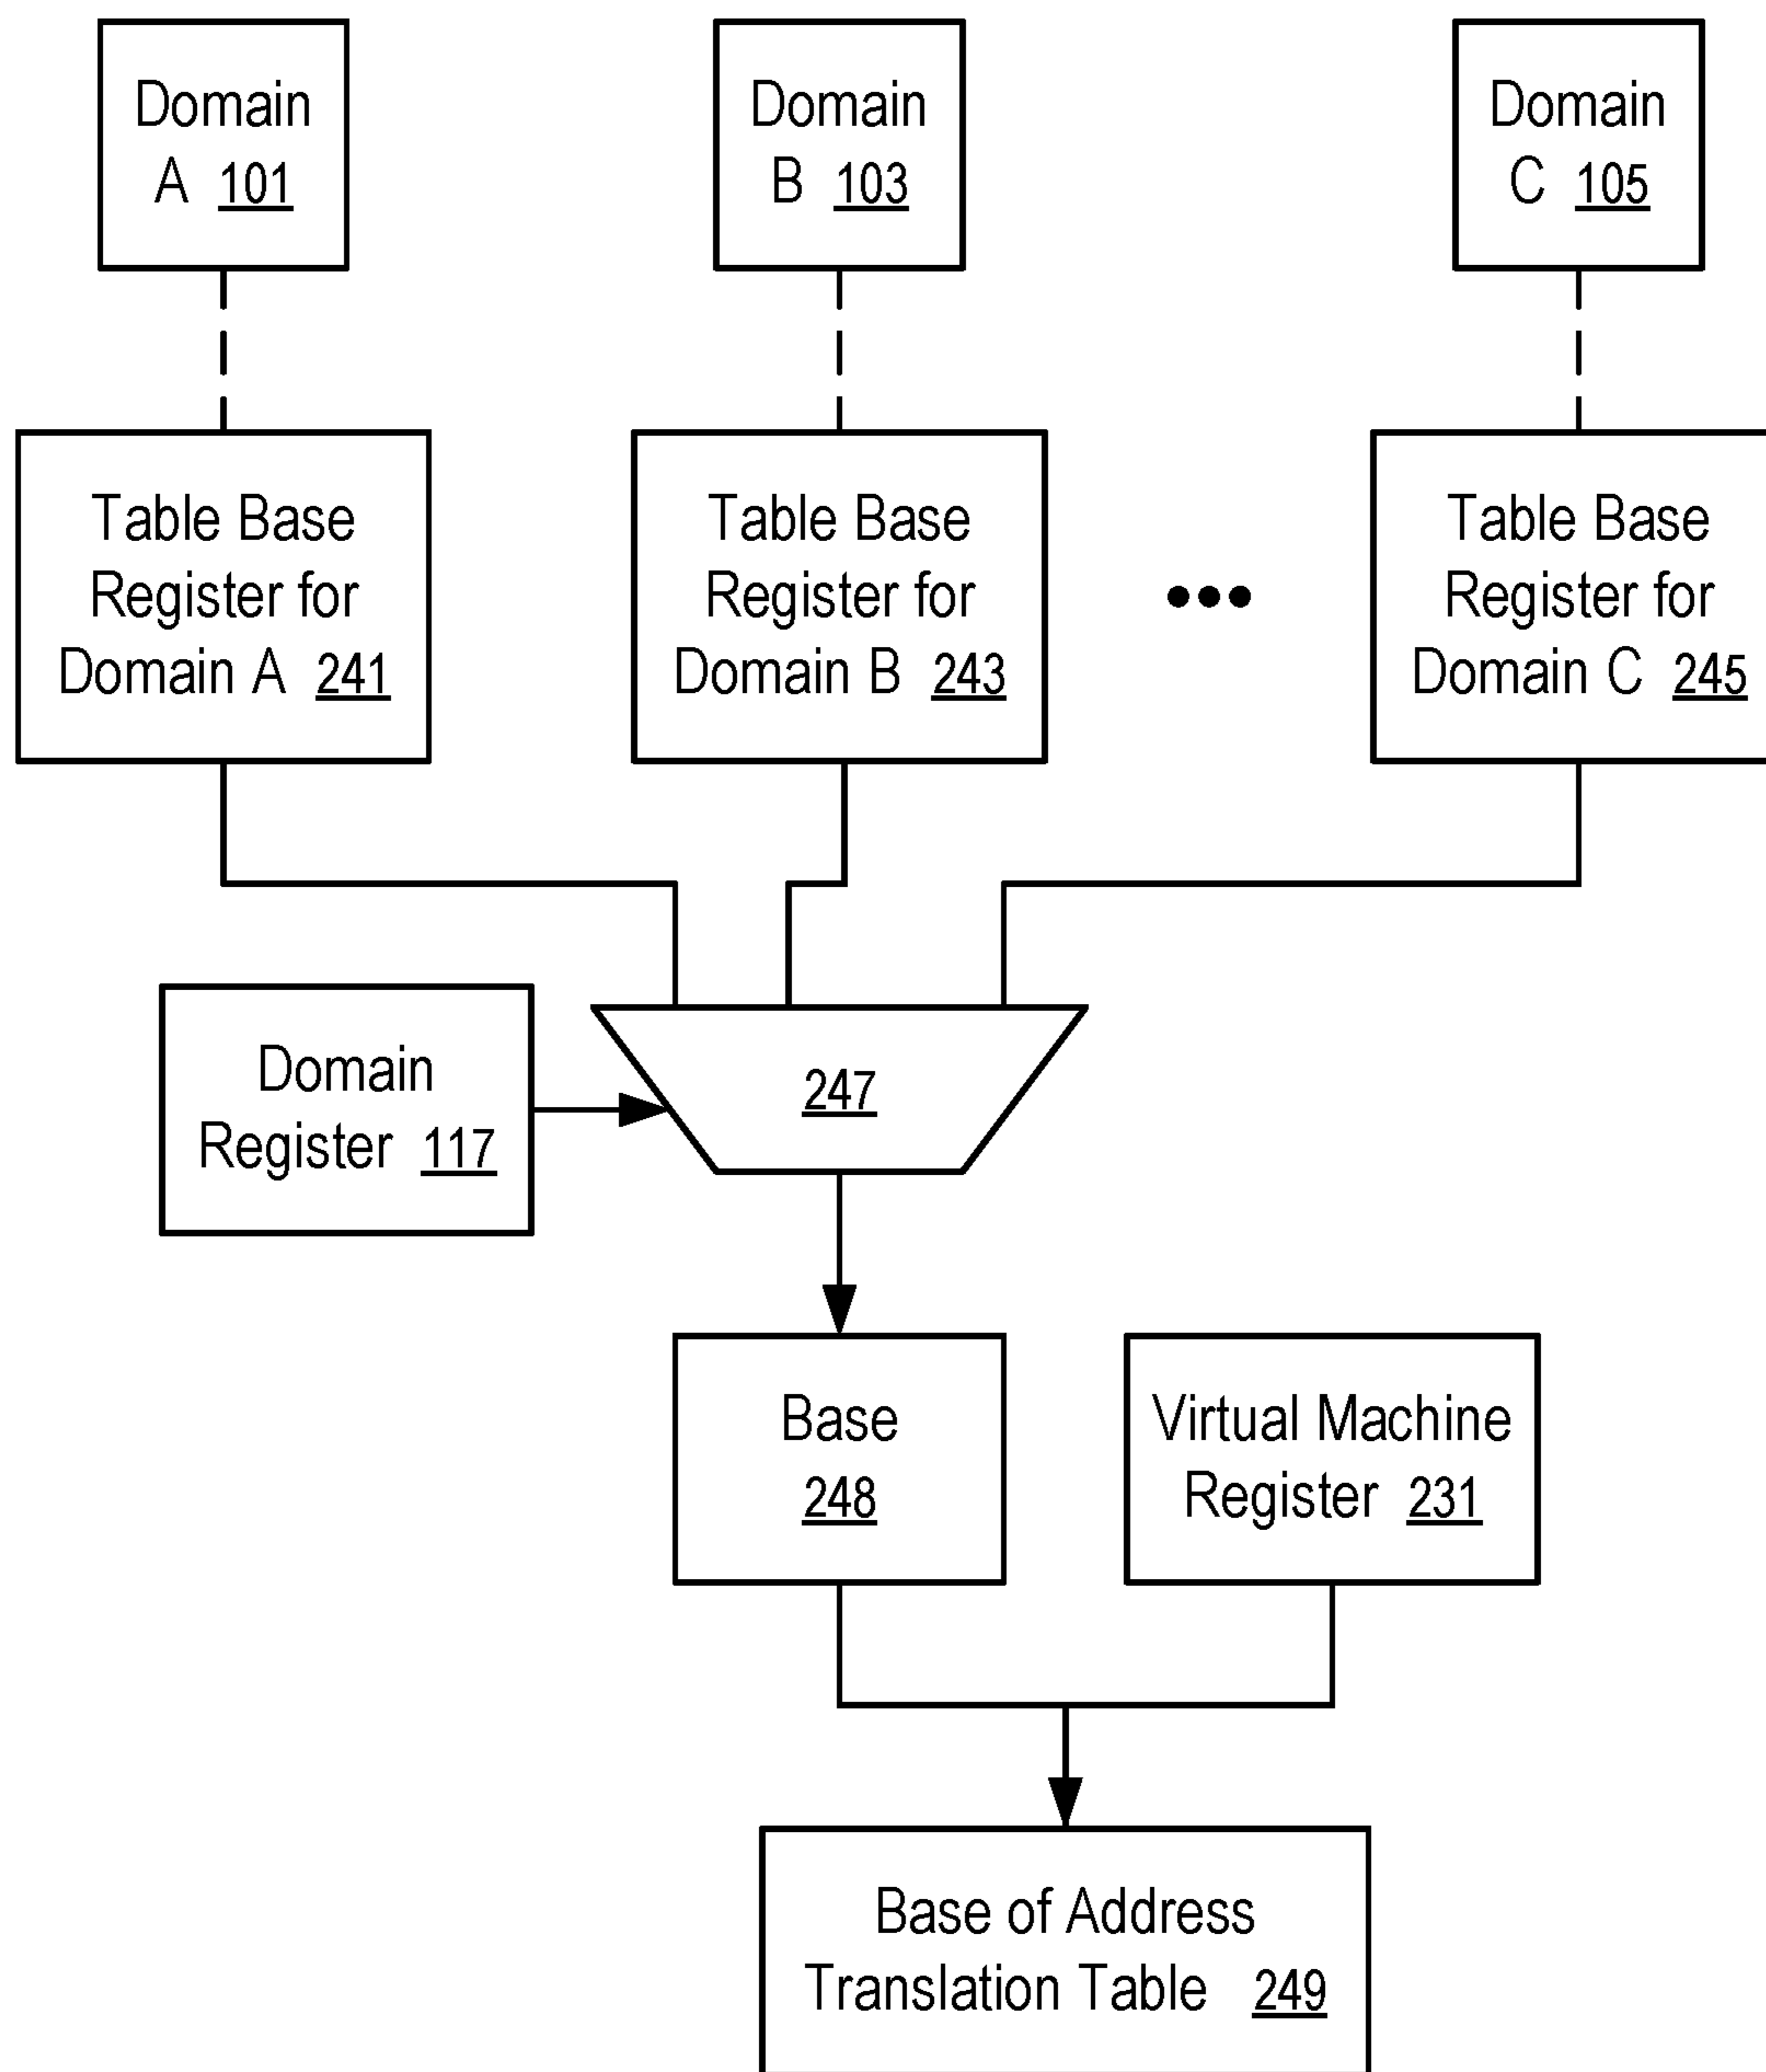 Domain
A 101
Domain
B 103
Domain
C 105
Table Base
Register for
Domain A 241
Table Base
Register for
Domain B 243
Table Base
Register for
Domain C 245
Domain
Register 117
247
Base
248
Virtual Machine
Register 231
Base of Address
Translation Table 249